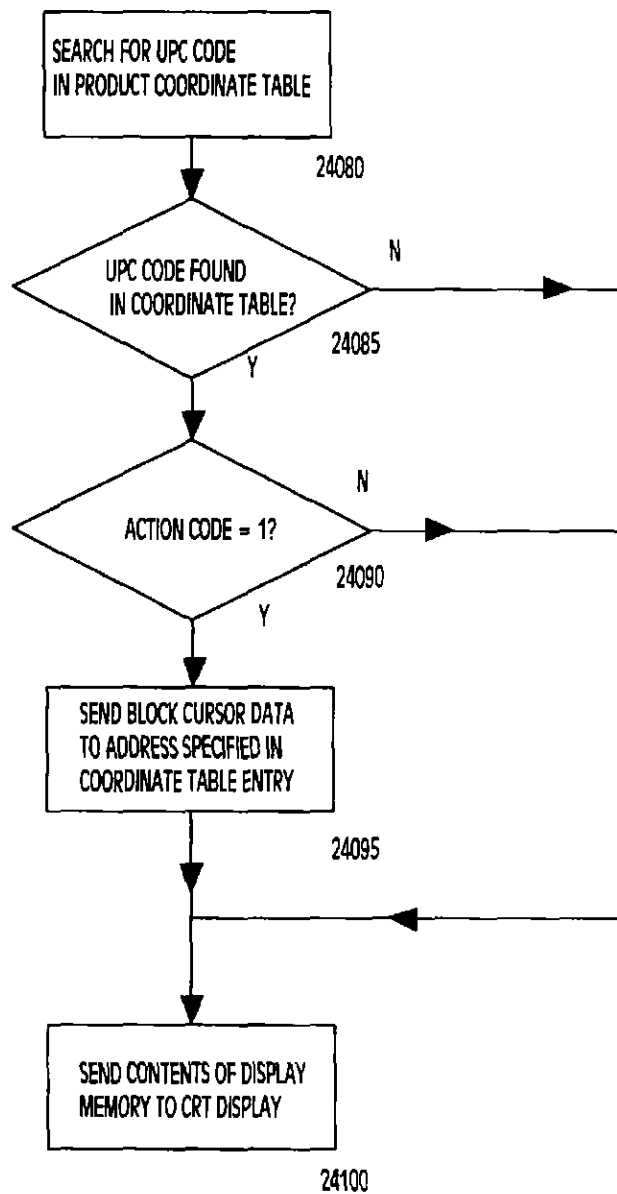 SEARCH FOR UPC CODE
IN PRODUCT COORDINATE TABLE
24080
UPC CODE FOUND
IN COORDINATE TABLE?
N
24085
Y
ACTION CODE = 1?
N
24090
Y
SEND BLOCK CURSOR DATA
TO ADDRESS SPECIFIED IN
COORDINATE TABLE ENTRY
24095
SEND CONTENTS OF DISPLAY
MEMORY TO CRT DISPLAY
24100